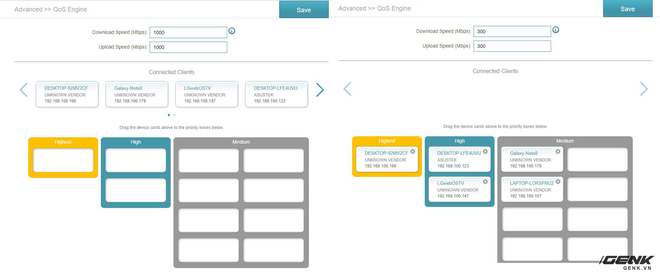 Advanced >> QoS Engine
Save
Download Speed (Mbps):
1000
Upload Speed (Mbps):
1000
Connected Clients
DESKTOP-92MV2CF
UNKNOWN VENDOR
192.168.100.166
Galaxy-Note8
UNKNOWN VENDOR
192.168.100.179
LGwebOSTV
UNKNOWN VENDOR
192.168.100.147
DESKTOP-LFE4UVU
ASUSTEK
192.168.100.123
Drag the device cards above to the priority boxes below.
Highest
High
Medium
Advanced >> QoS Engine
Save
Download Speed (Mbps):
300
Upload Speed (Mbps):
300
Connected Clients
Drag the device cards above to the priority boxes below.
Highest
High
Medium
DESKTOP-92MV2CF
UNKNOWN VENDOR
192.168.100.166
DESKTOP-LFE4UVU
ASUSTEK
192.168.100.123
Galaxy-Note8
UNKNOWN VENDOR
192.168.100.179
LGwebOSTV
UNKNOWN VENDOR
192.168.100.147
UNKNOWN VENDOR
192.168.100.157
GENK
GENK.VN